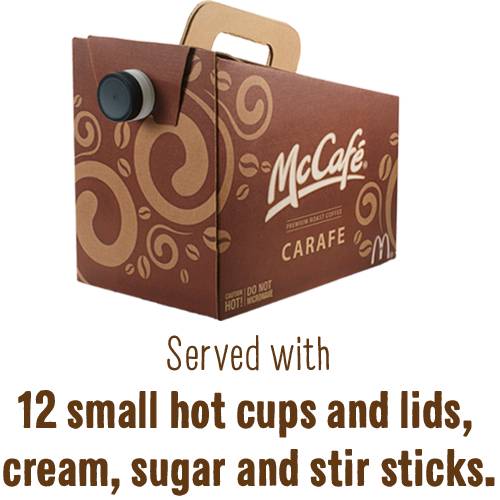 McCafé®
PREMIUM ROAST COFFEE
CARAFE
CAUTION HOT! DO NOT MICROWAVE
M
Served with
12 small hot cups and lids,
cream, sugar and stir sticks.